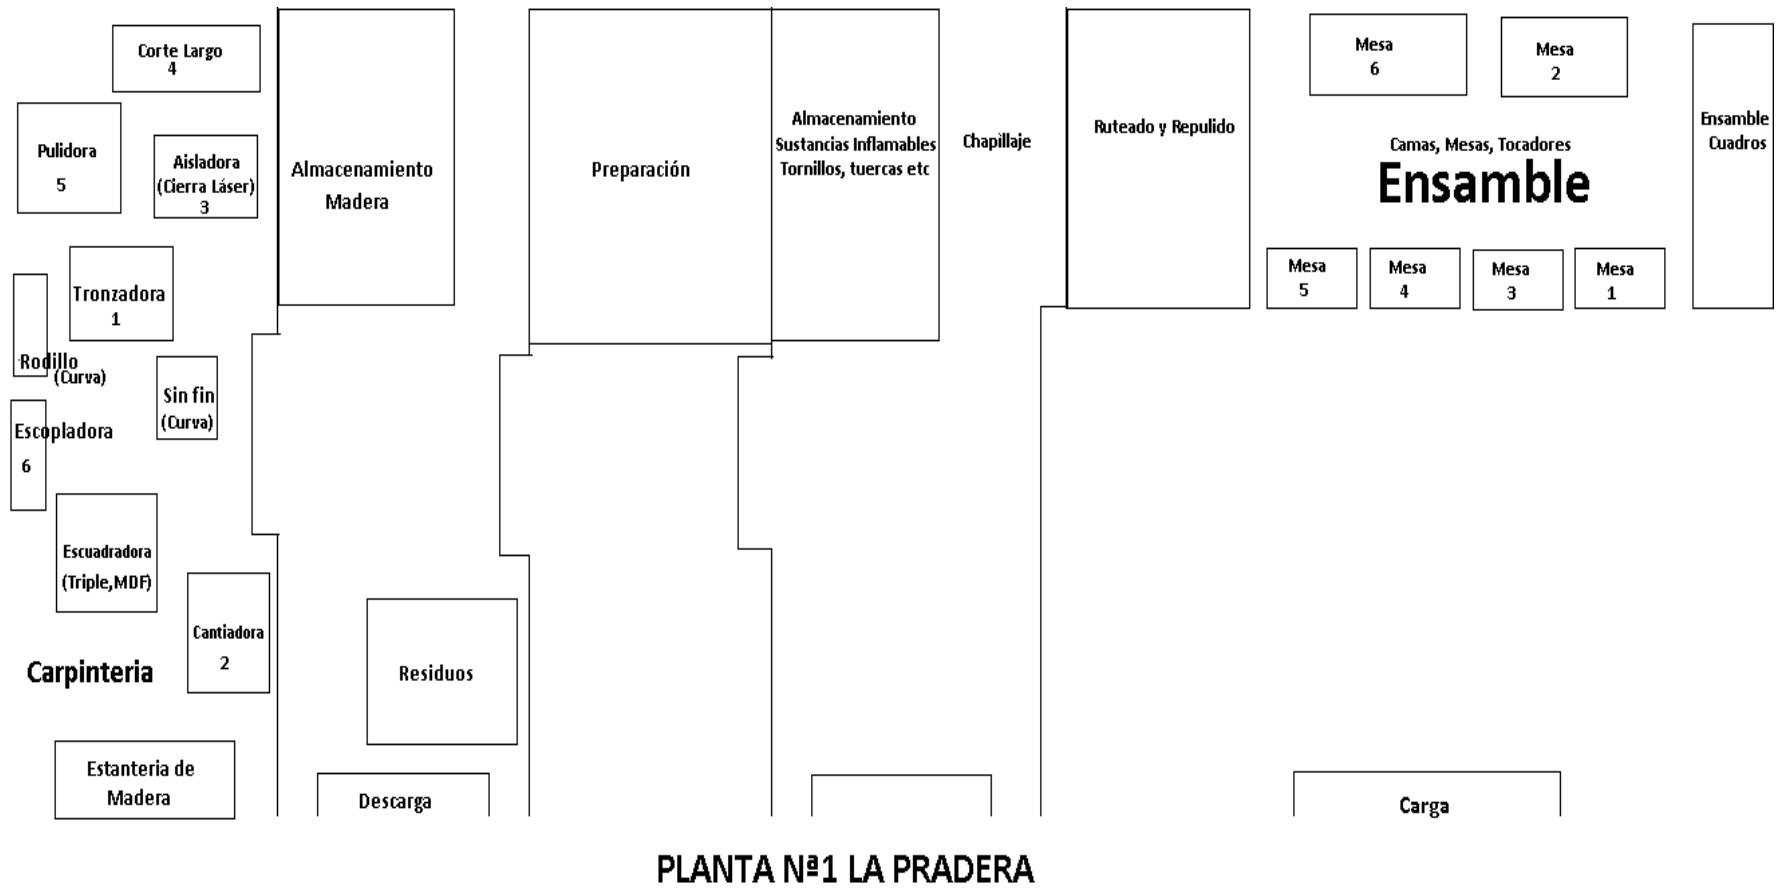 Corte Largo
4
Pulidora
5
Aisladora
(Cierra Láser)
3
Tronzadora
1
Rodillo
(Curva)
Sin fin
(Curva)
Escopladora
6
Escuadradora
(Triple,MDF)
Cantiadora
2
Carpinteria
Estanteria de
Madera
Almacenamiento
Madera
Residuos
Descarga
Preparación
Almacenamiento
Sustancias Inflamables
Tornillos, tuercas etc
Chapillaje
Ruteado y Repulido
Mesa
6
Mesa
2
Camas, Mesas, Tocadores
Ensamble
Mesa
5
Mesa
4
Mesa
3
Mesa
1
Ensamble
Cuadros
Carga
PLANTA Nª1 LA PRADERA